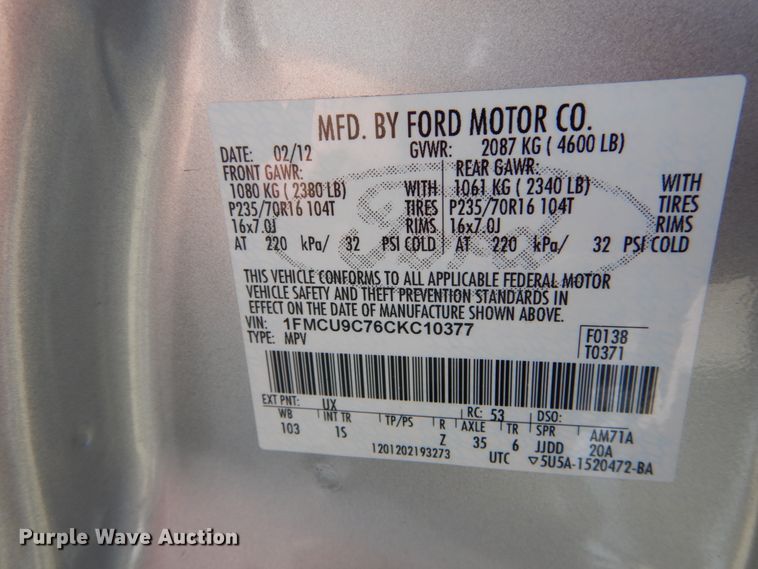 MFD. BY FORD MOTOR CO.
DATE: 02/12 GVWR: 2087 KG ( 4600 LB)
FRONT GAWR: REAR GAWR:
1080 KG ( 2380 LB) WITH 1061 KG ( 2340 LB) WITH
P235/70R16 104T TIRES P235/70R16 104T TIRES
16x7.0J RIMS 16x7.0J RIMS
AT 220 kPa/ 32 PSI COLD AT 220 kPa/ 32 PSI COLD
Ford
THIS VEHICLE CONFORMS TO ALL APPLICABLE FEDERAL MOTOR
VEHICLE SAFETY AND THEFT PREVENTION STANDARDS IN
EFFECT ON THE DATE OF MANUFACTURE SHOWN ABOVE.
VIN: 1FMCU9C76CKC10377 F0138
TYPE: MPV T0371
EXT PNT: UX RC: 53 DSO:
WB INT TR TP/PS R AXLE TR SPR AM71A
103 1S Z 35 6 JJDD 20A
1201202193273 UTC ▽5U5A-1520472-BA
Purple Wave Auction